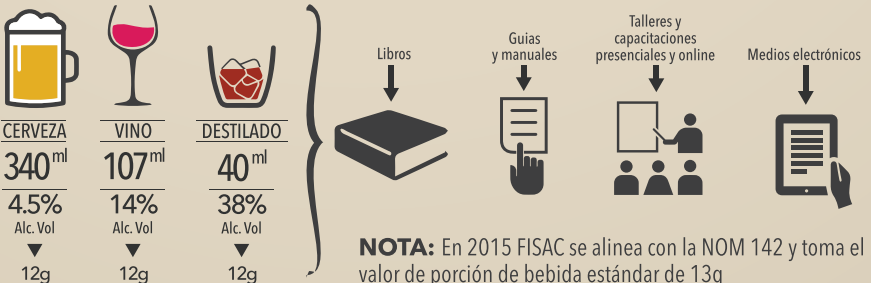 CERVEZA
340 ml
4.5%
Alc. Vol
12g
VINO
107 ml
14%
Alc. Vol
12g
DESTILADO
40 ml
38%
Alc. Vol
12g
Libros
Guias
y manuales
Talleres y
capacitaciones
presenciales y online
Medios electrónicos
NOTA: En 2015 FISAC se alinea con la NOM 142 y toma el
valor de porción de bebida estándar de 13g